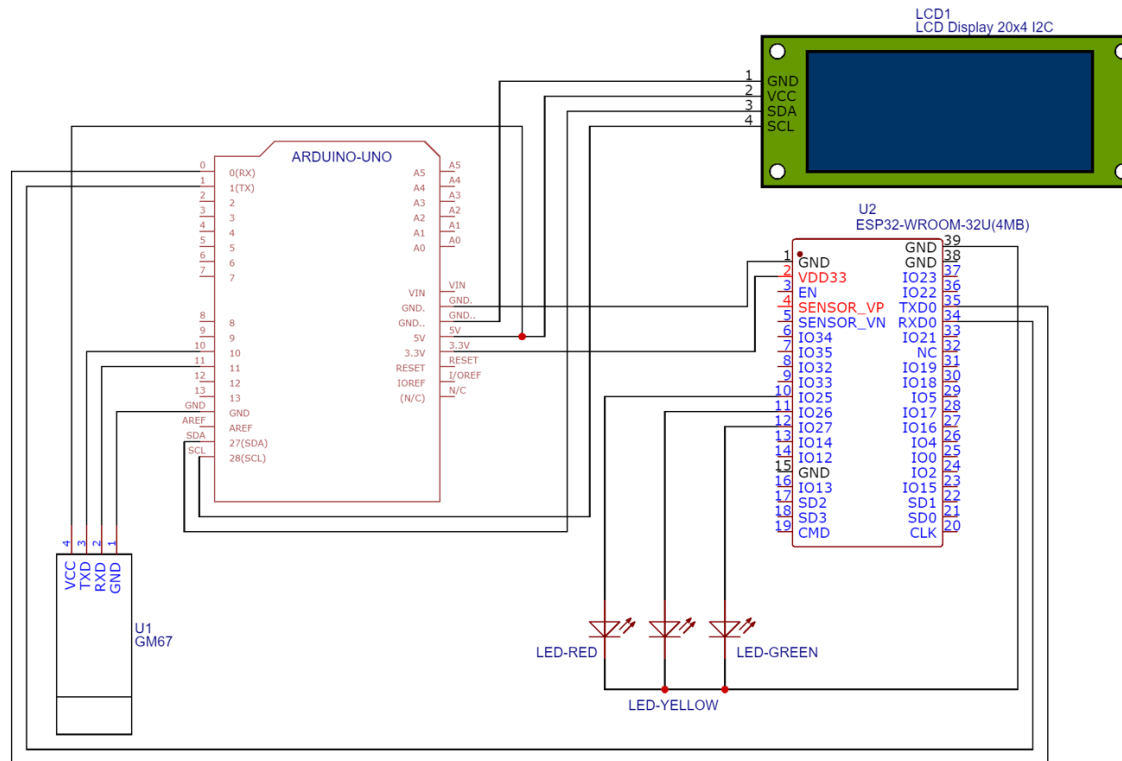 LCD1
LCD Display 20x4 I2C
1 GND
2 VCC
3 SDA
4 SCL
ARDUINO-UNO
0 0(RX)
1 1(TX)
2 2
3 3
4 4
5 5
6 6
7 7
8 8
9 9
10 10
11 11
12 12
13 13
GND GND
AREF AREF
SDA 27(SDA)
SCL 28(SCL)
A5 A5
A4 A4
A3 A3
A2 A2
A1 A1
A0 A0
VIN VIN
GND. GND.
GND.. GND..
5V 5V
3.3V 3.3V
RESET RESET
IOREF I/OREF
(N/C) N/C
U2
ESP32-WROOM-32U(4MB)
1 GND
2 VDD33
3 EN
4 SENSOR_VP
5 SENSOR_VN
6 IO34
7 IO35
8 IO32
9 IO33
10 IO25
11 IO26
12 IO27
13 IO14
14 IO12
15 GND
16 IO13
17 SD2
18 SD3
19 CMD
GND 39
GND 38
IO23 37
IO22 36
TXD0 35
RXD0 34
IO21 33
NC 32
IO19 31
IO18 30
IO5 29
IO17 28
IO16 27
IO4 26
IO0 25
IO2 24
IO15 23
SD1 22
SD0 21
CLK 20
4 VCC
3 TXD
2 RXD
1 GND
U1
GM67
LED-RED
LED-GREEN
LED-YELLOW